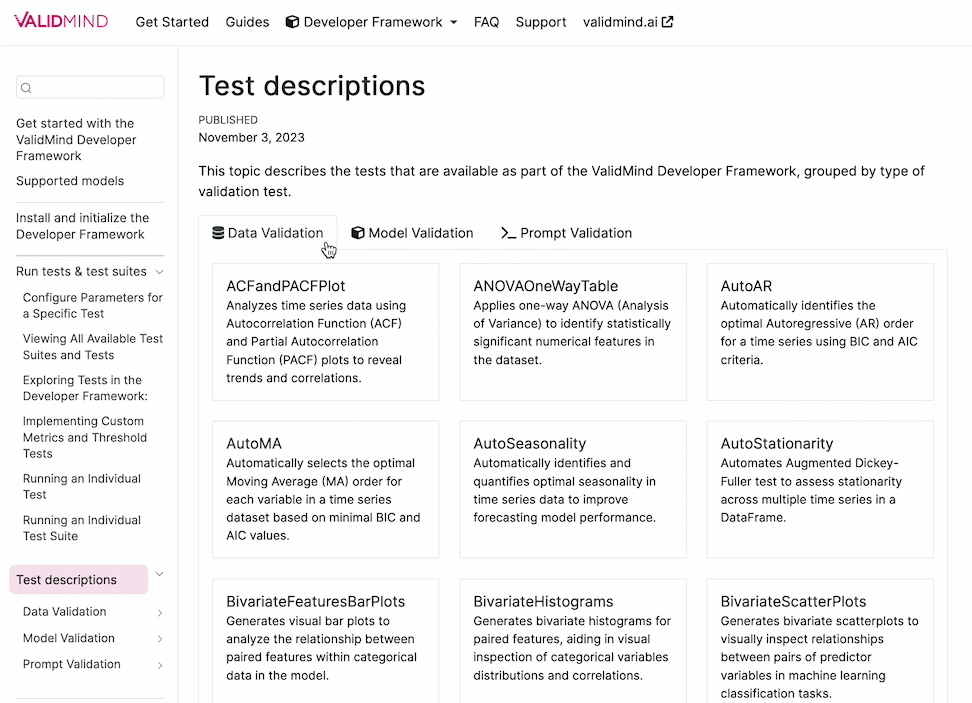 VALIDMIND Get Started Guides Developer Framework FAQ Support validmind.ai
Get started with the
ValidMind Developer
Framework
Supported models
Install and initialize the
Developer Framework
Run tests & test suites
Configure Parameters for
a Specific Test
Viewing All Available Test
Suites and Tests
Exploring Tests in the
Developer Framework:
Implementing Custom
Metrics and Threshold
Tests
Running an Individual
Test
Running an Individual
Test Suite
Test descriptions
Data Validation
Model Validation
Prompt Validation
Test descriptions
PUBLISHED
November 3, 2023
This topic describes the tests that are available as part of the ValidMind Developer Framework, grouped by type of
validation test.
Data Validation Model Validation Prompt Validation
ACFandPACFPlot
Analyzes time series data using
Autocorrelation Function (ACF)
and Partial Autocorrelation
Function (PACF) plots to reveal
trends and correlations.
ANOVAOneWayTable
Applies one-way ANOVA (Analysis
of Variance) to identify statistically
significant numerical features in
the dataset.
AutoAR
Automatically identifies the
optimal Autoregressive (AR) order
for a time series using BIC and AIC
criteria.
AutoMA
Automatically selects the optimal
Moving Average (MA) order for
each variable in a time series
dataset based on minimal BIC and
AIC values.
AutoSeasonality
Automatically identifies and
quantifies optimal seasonality in
time series data to improve
forecasting model performance.
AutoStationarity
Automates Augmented Dickey-
Fuller test to assess stationarity
across multiple time series in a
DataFrame.
BivariateFeaturesBarPlots
Generates visual bar plots to
analyze the relationship between
paired features within categorical
data in the model.
BivariateHistograms
Generates bivariate histograms for
paired features, aiding in visual
inspection of categorical variables
distributions and correlations.
BivariateScatterPlots
Generates bivariate scatterplots to
visually inspect relationships
between pairs of predictor
variables in machine learning
classification tasks.